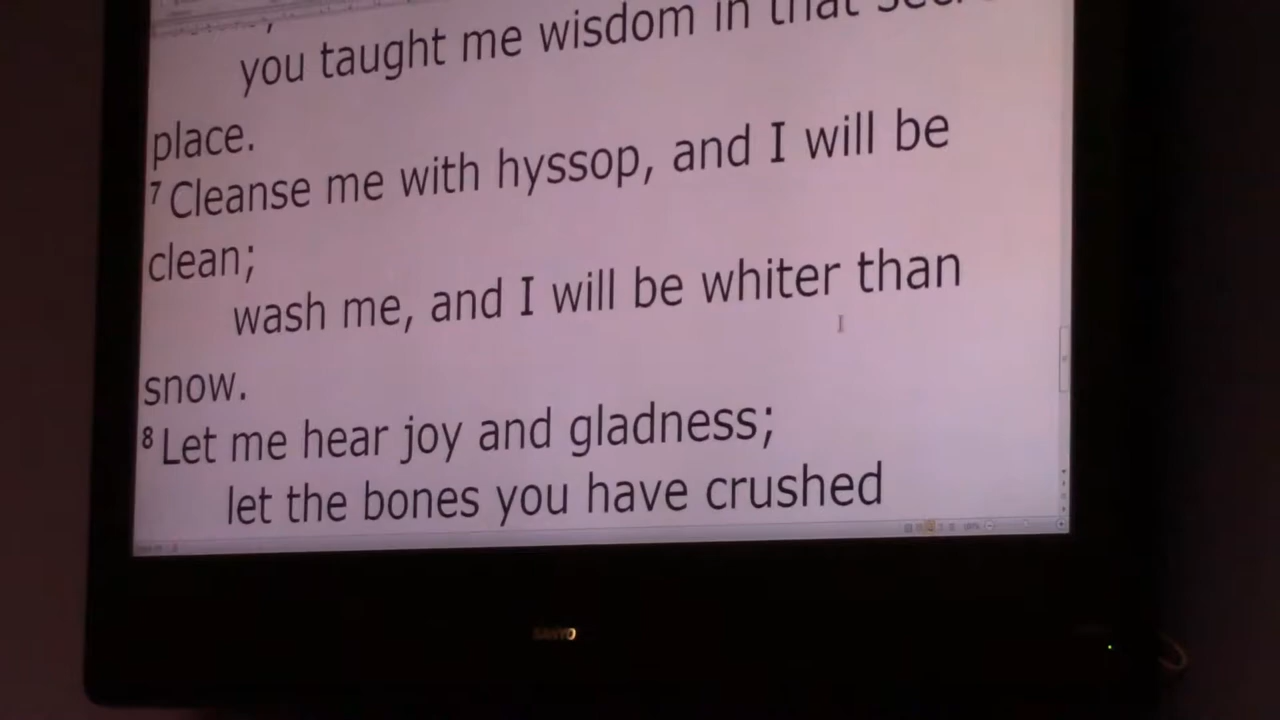 you taught me wisdom in that
place.
7 Cleanse me with hyssop, and I will be
clean;
wash me, and I will be whiter than
snow.
8 Let me hear joy and gladness;
let the bones you have crushed
SANYO